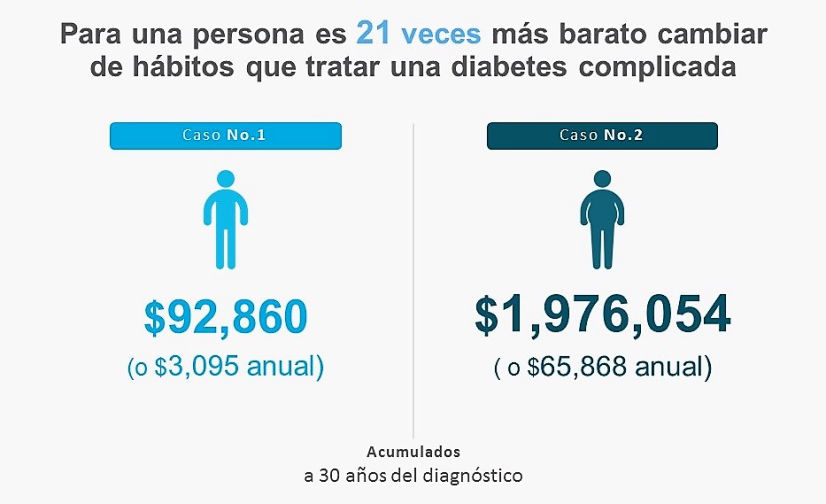 Para una persona es 21 veces más barato cambiar
de hábitos que tratar una diabetes complicada
Caso No.1
$92,860
(o $3,095 anual)
Caso No.2
$1,976,054
( o $65,868 anual)
Acumulados
a 30 años del diagnóstico